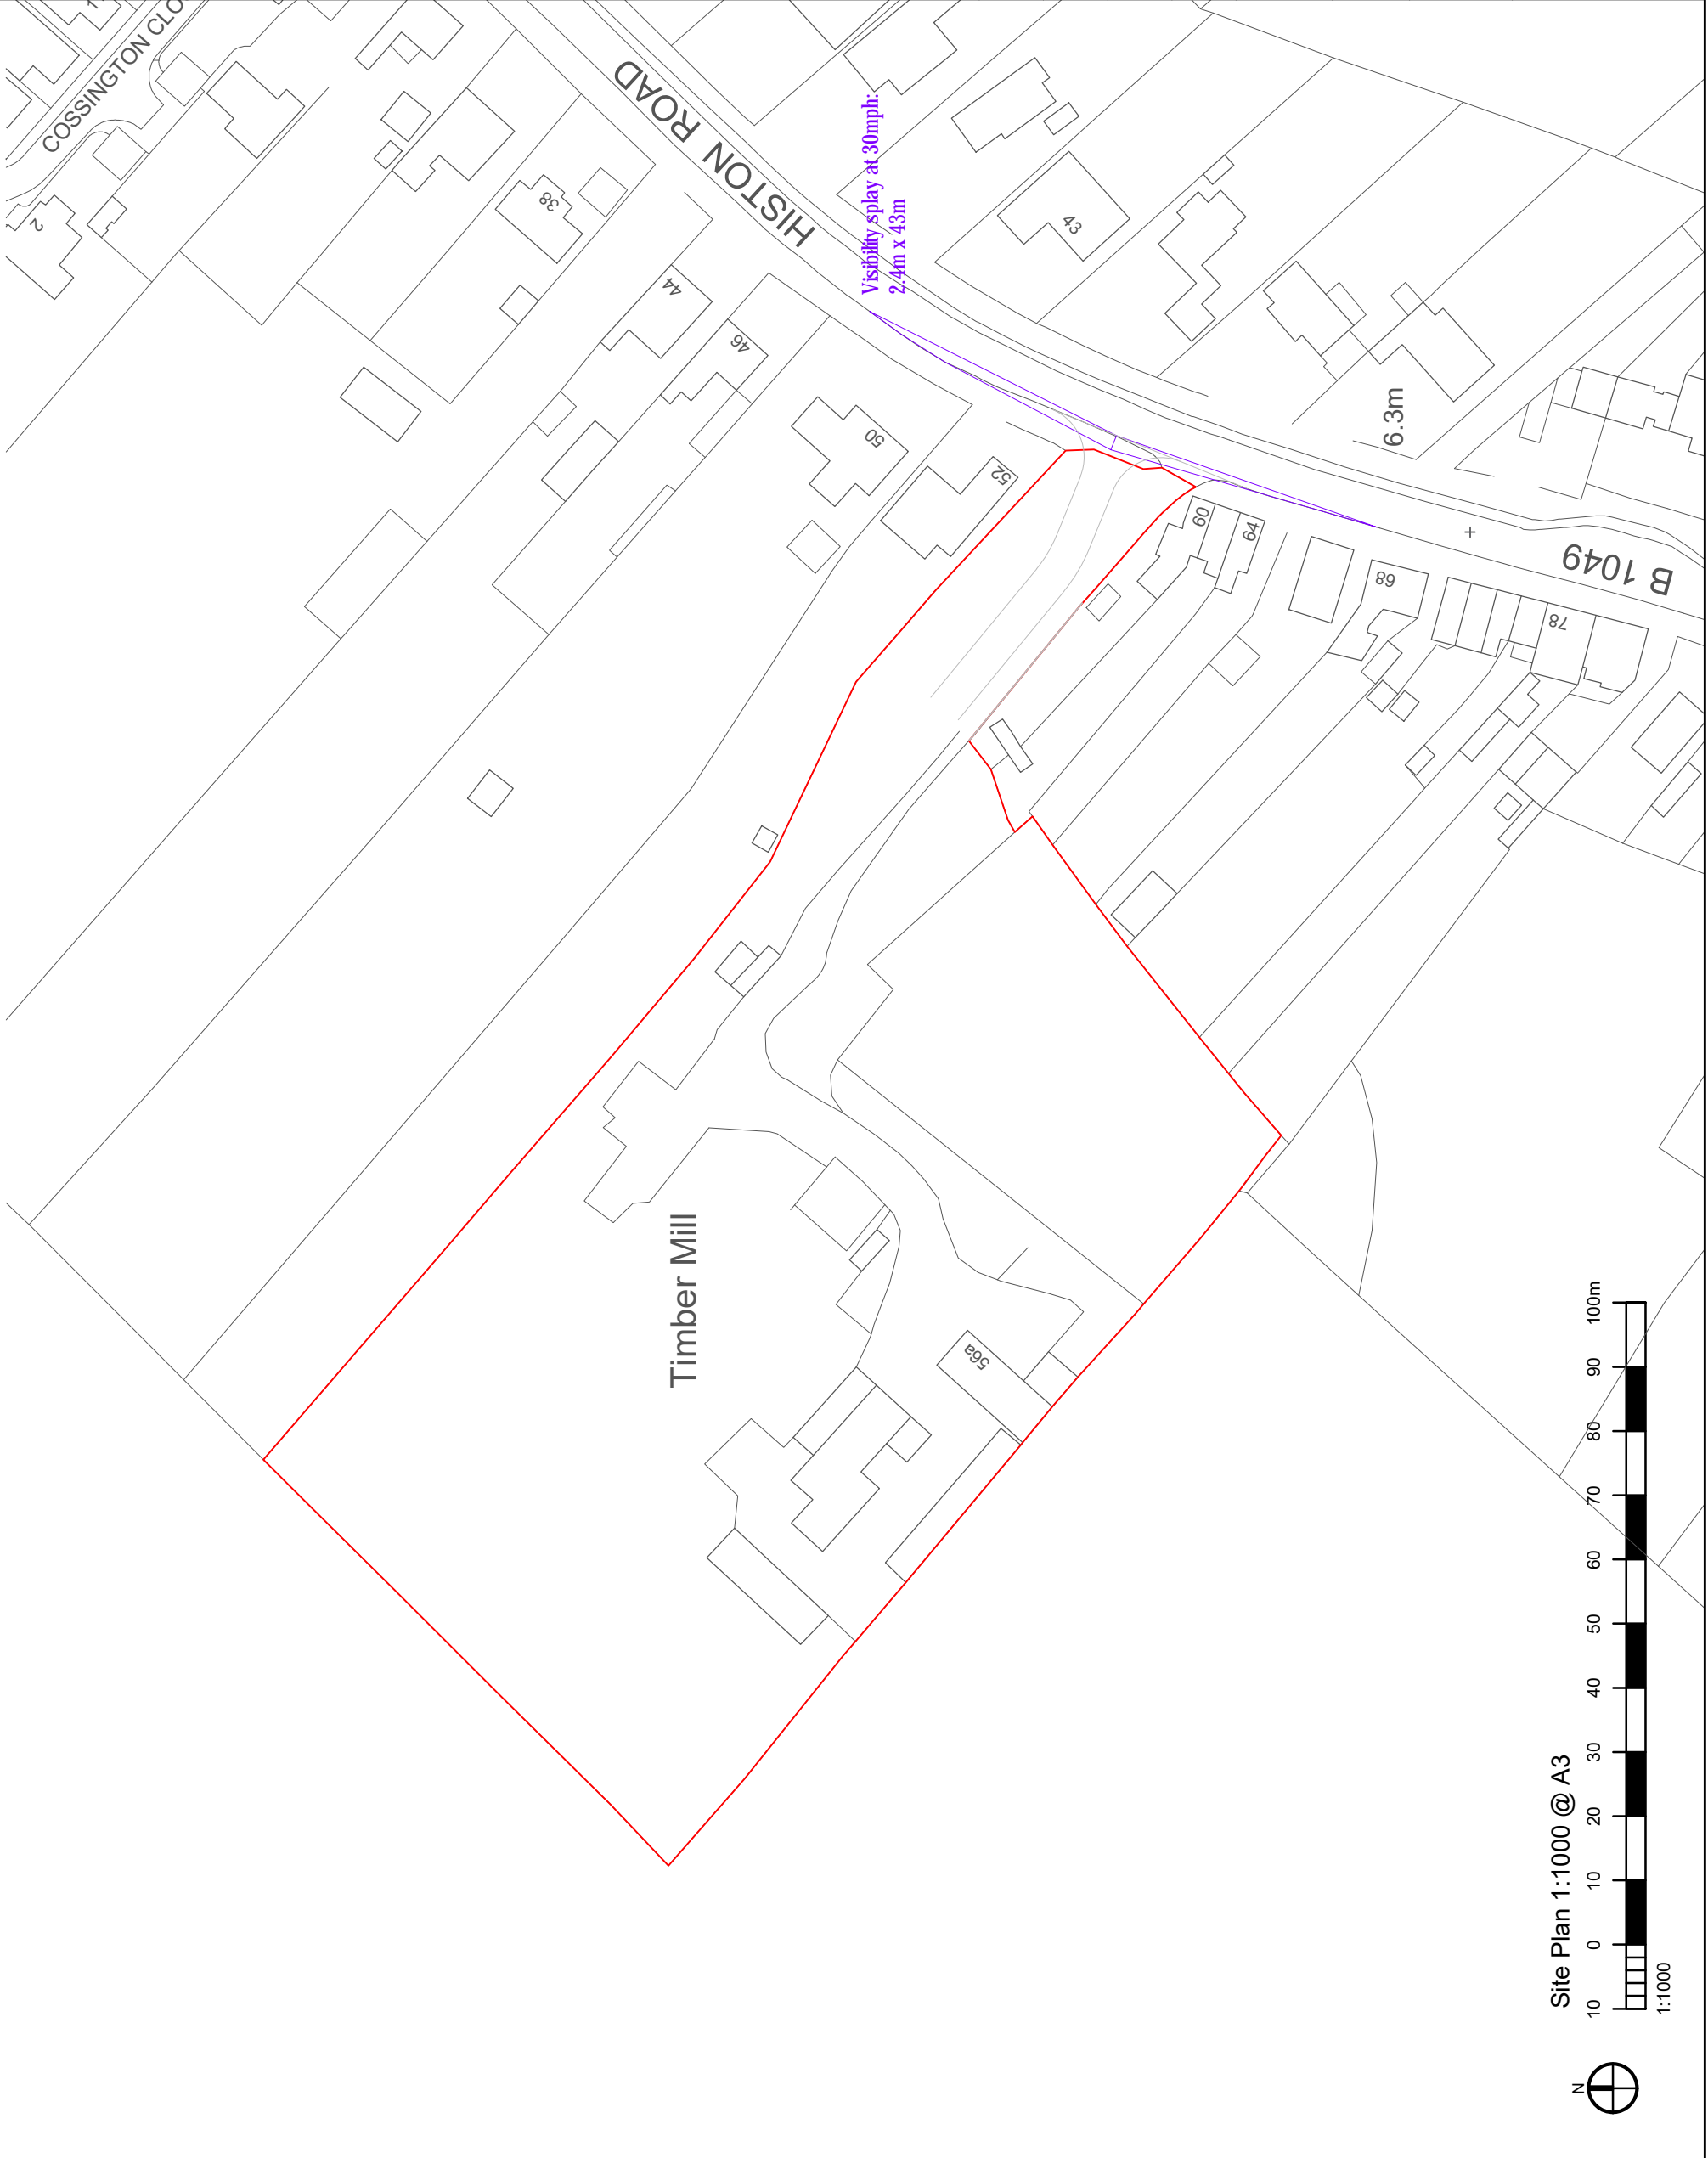 COSSINGTON CLO
2
38
44
46
50
52
HISTON ROAD
Visibility splay at 30mph:
2.4m x 43m
43
6.3m
60
64
68
78
B 1049
Timber Mill
56a
Site Plan 1:1000 @ A3
10 0 10 20 30 40 50 60 70 80 90 100m
1:1000
N